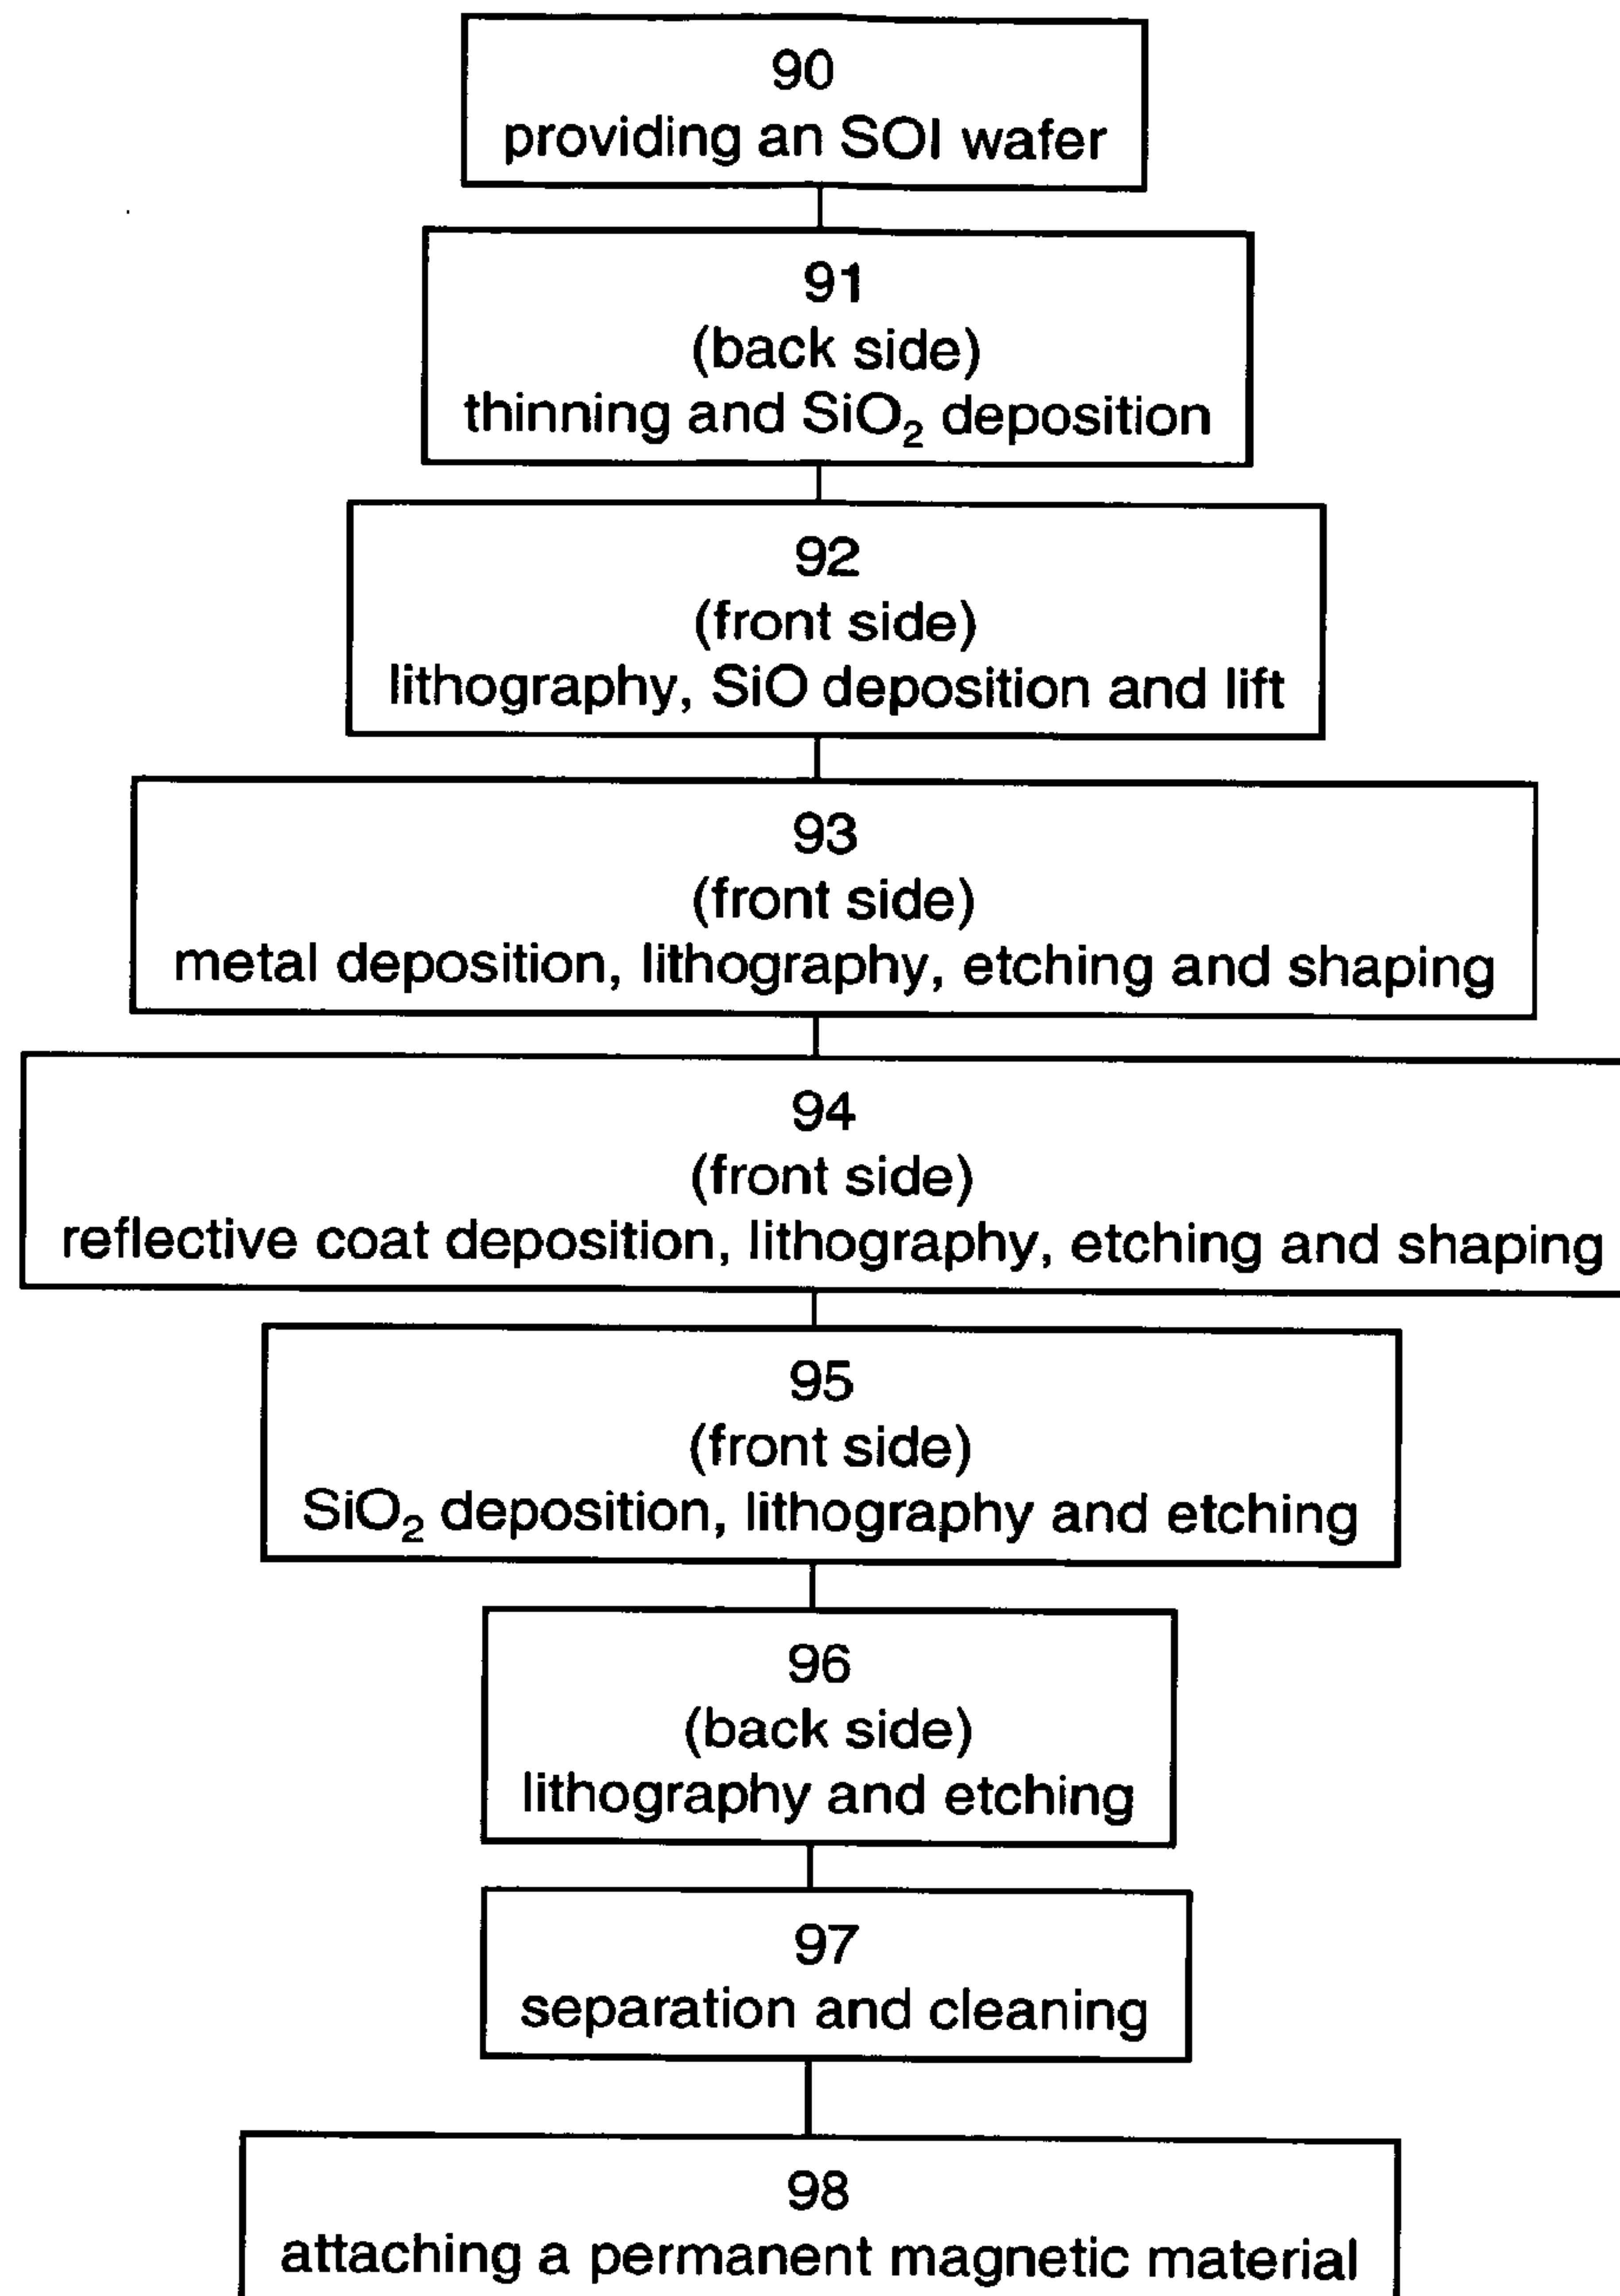 90
providing an SOI wafer
91
(back side)
thinning and SiO₂ deposition
92
(front side)
lithography, SiO deposition and lift
93
(front side)
metal deposition, lithography, etching and shaping
94
(front side)
reflective coat deposition, lithography, etching and shaping
95
(front side)
SiO₂ deposition, lithography and etching
96
(back side)
lithography and etching
97
separation and cleaning
98
attaching a permanent magnetic material